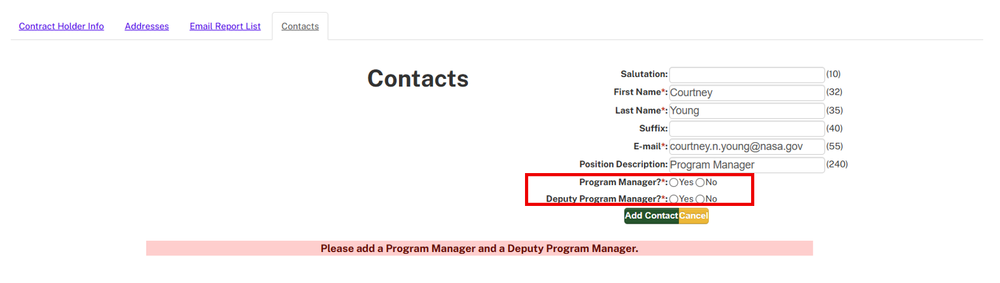 Contract Holder Info Addresses Email Report List Contacts
Contacts
Salutation: (10)
First Name*: Courtney (32)
Last Name*: Young (35)
Suffix: (40)
E-mail*: courtney.n.young@nasa.gov (55)
Position Description: Program Manager (240)
Program Manager?*: Yes No
Deputy Program Manager?*: Yes No
Add Contact Cancel
Please add a Program Manager and a Deputy Program Manager.